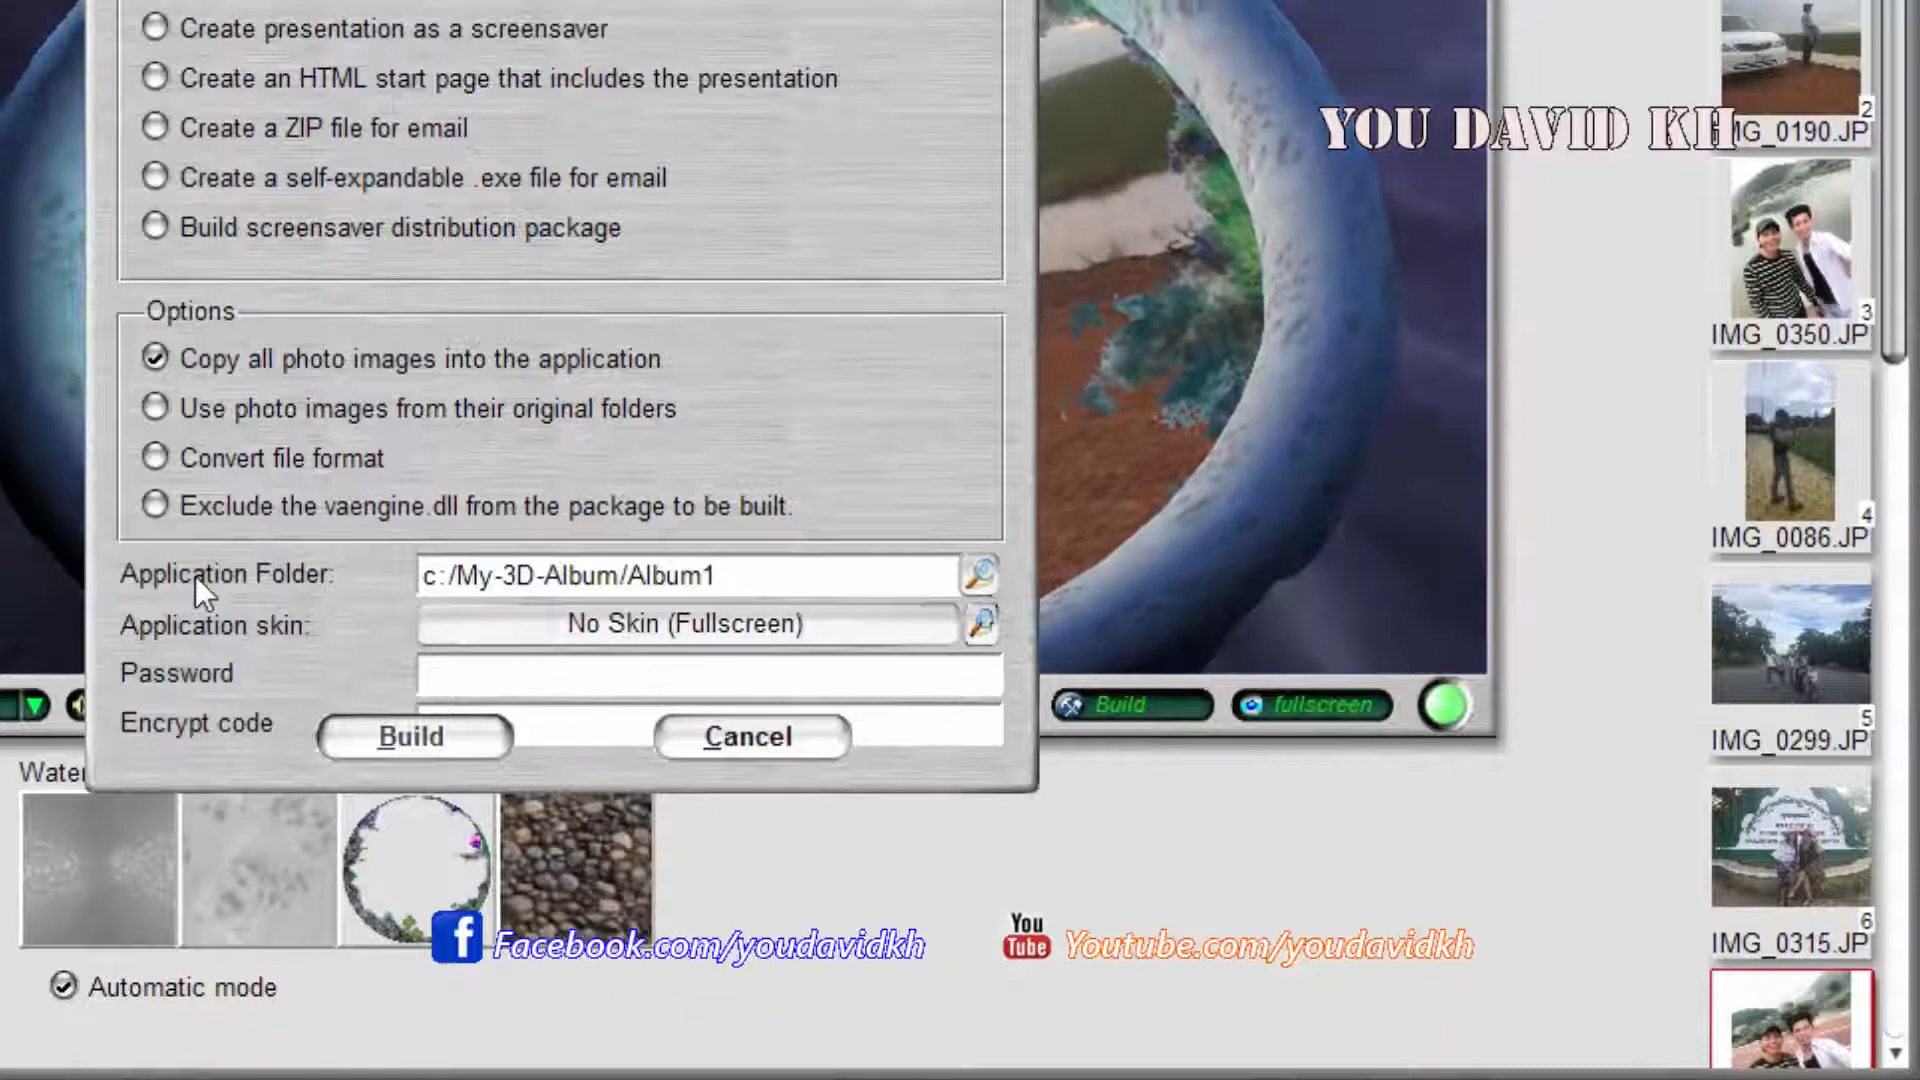 Create presentation as a screensaver
Create an HTML start page that includes the presentation
Create a ZIP file for email
Create a self-expandable .exe file for email
Build screensaver distribution package
Options
Copy all photo images into the application
Use photo images from their original folders
Convert file format
Exclude the vaengine.dll from the package to be built.
Application Folder:
c:/My-3D-Album/Album1
Application skin:
No Skin (Fullscreen)
Password
Encrypt code
Build
Cancel
Build
fullscreen
Water
Automatic mode
YOU DAVID KH
2
MG_0190.JP
3
IMG_0350.JP
4
IMG_0086.JP
5
IMG_0299.JP
6
IMG_0315.JP
f
Facebook.com/youdavidkh
You
Tube
Youtube.com/youdavidkh